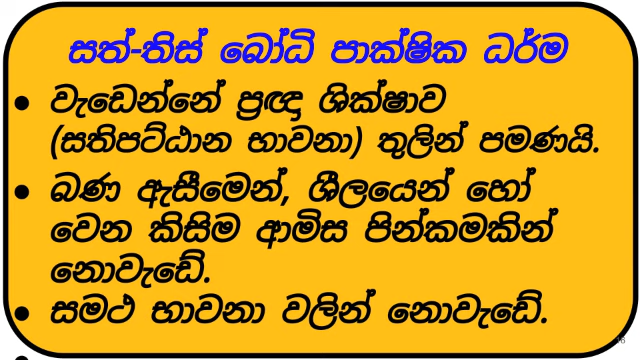 සත්-තිස් බෝධි පාක්ෂික ධර්ම
• වැඩෙන්නේ ප්‍රඥා ශික්ෂාව
(සතිපට්ඨාන භාවනා) තුලින් පමණයි.
• බණ ඇසීමෙන්, ශීලයෙන් හෝ
වෙන කිසිම ආමිස පින්කමකින්
නොවැඩේ.
• සමථ භාවනා වලින් නොවැඩේ.